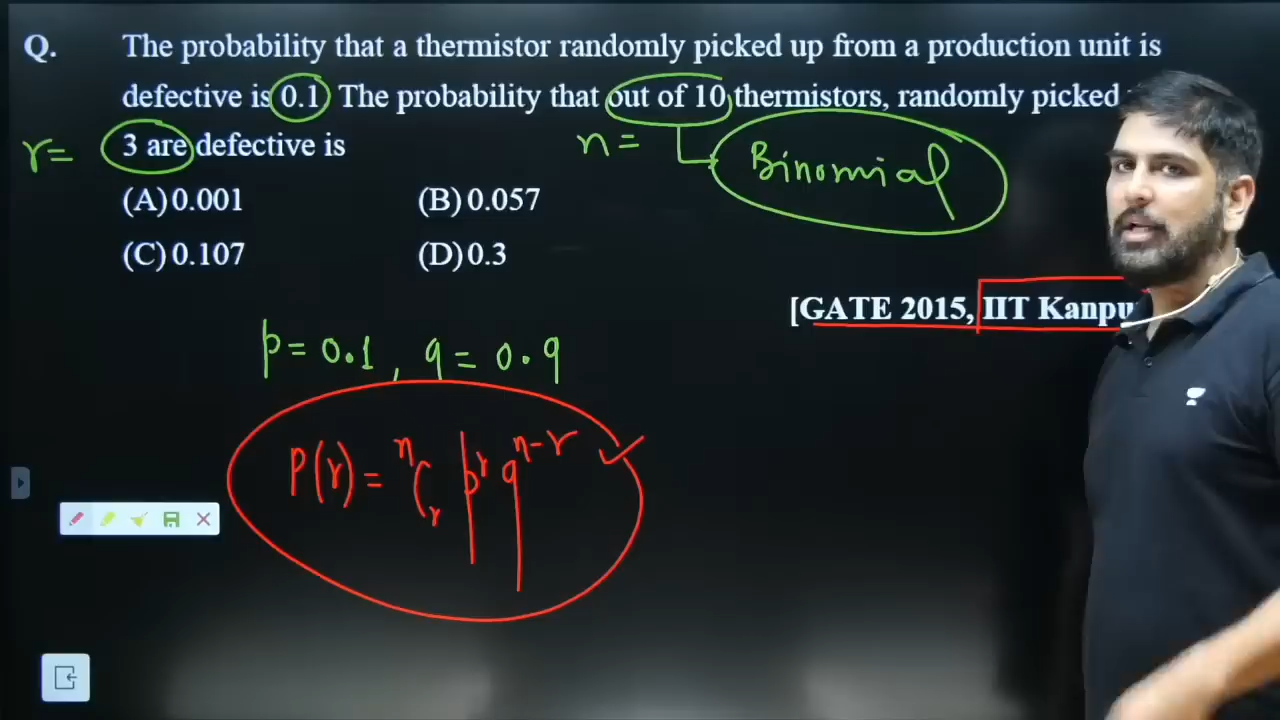 Q. The probability that a thermistor randomly picked up from a production unit is
defective is 0.1 The probability that out of 10 thermistors, randomly picked
r= 3 are defective is n=
Binomial
(A) 0.001 (B) 0.057
(C) 0.107 (D) 0.3
[GATE 2015, IIT Kanpu
p = 0.1, q = 0.9
P(r) = ⁿCᵣ pʳ qⁿ⁻ʳ